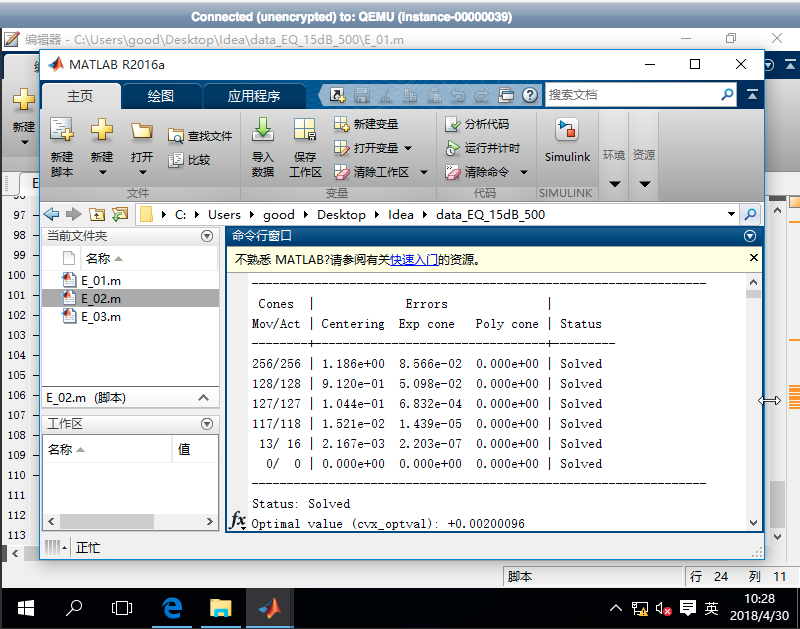 Connected (unencrypted) to: QEMU (Instance-00000039)
编辑器 - C:\Users\good\Desktop\Idea\data_EQ_15dB_500\E_01.m
MATLAB R2016a
主页 绘图 应用程序
搜索文档
新建
新建脚本
新建
打开
查找文件
比较
文件
导入数据
保存工作区
新建变量
打开变量
清除工作区
变量
分析代码
运行并计时
清除命令
代码
Simulink
SIMULINK
环境
资源
C: Users good Desktop Idea data_EQ_15dB_500
当前文件夹
名称
E_01.m
E_02.m
E_03.m
E_02.m (脚本)
工作区
名称 值
命令行窗口
不熟悉 MATLAB?请参阅有关快速入门的资源。
Cones | Errors |
Mov/Act | Centering Exp cone Poly cone | Status
--------+---------------------------------+---------
256/256 | 1.186e+00 8.566e-02 0.000e+00 | Solved
128/128 | 9.120e-01 5.098e-02 0.000e+00 | Solved
127/127 | 1.044e-01 6.832e-04 0.000e+00 | Solved
117/118 | 1.521e-02 1.439e-05 0.000e+00 | Solved
13/ 16 | 2.167e-03 2.203e-07 0.000e+00 | Solved
0/ 0 | 0.000e+00 0.000e+00 0.000e+00 | Solved
Status: Solved
Optimal value (cvx_optval): +0.00200096
fx
正忙
97
98
99
100
101
102
103
104
105
106
107
108
109
110
111
112
113
脚本
行 24 列 11
英
10:28
2018/4/30